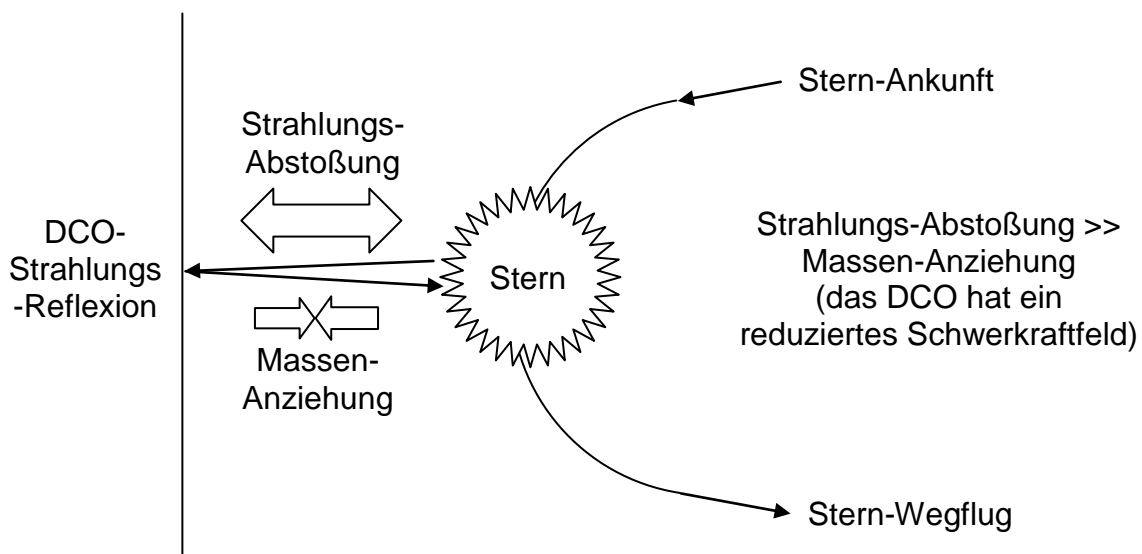 Stern-Ankunft
Strahlungs-
Abstoßung
DCO-
Strahlungs
-Reflexion
Stern
Strahlungs-Abstoßung >>
Massen-Anziehung
(das DCO hat ein
reduziertes Schwerkraftfeld)
Massen-
Anziehung
Stern-Wegflug